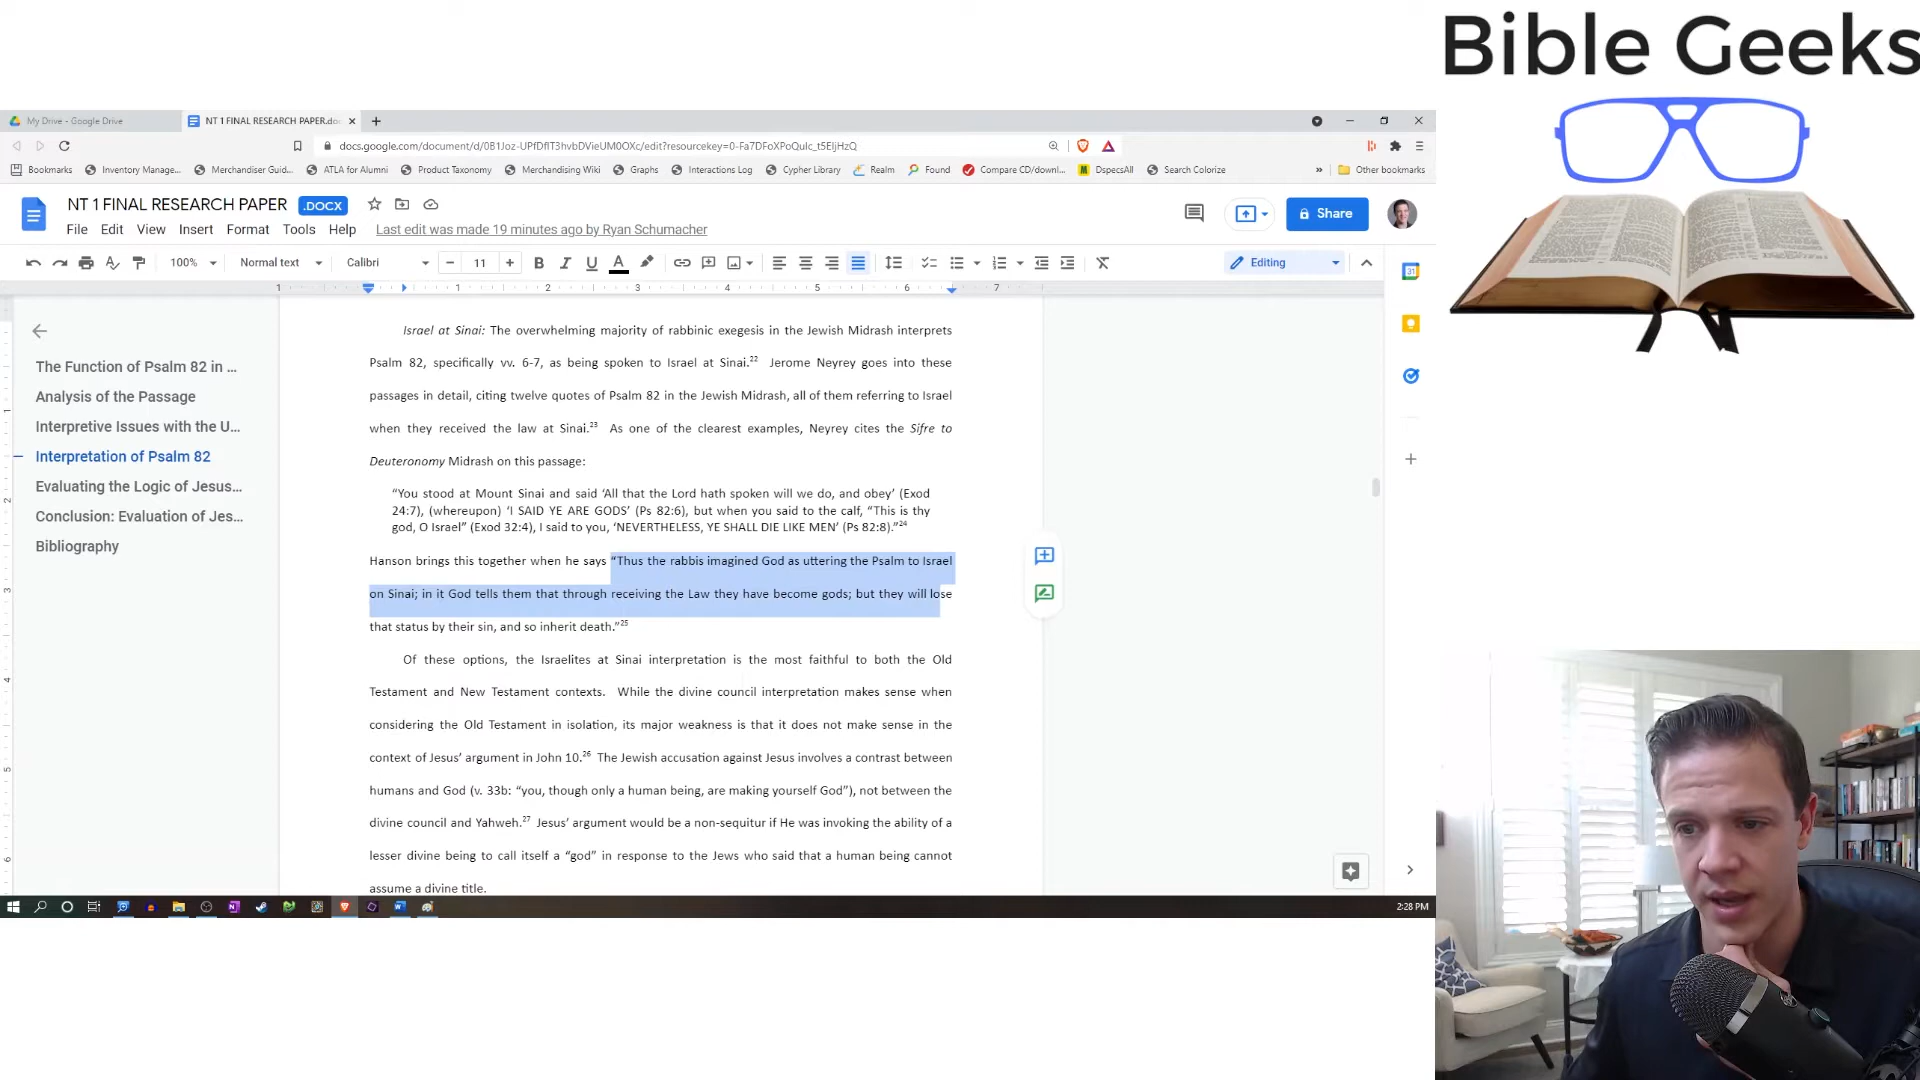 Bible Geeks
My Drive - Google Drive
NT 1 FINAL RESEARCH PAPER.doc
docs.google.com/document/d/0B1Joz-UPfDflT3hvbDVieUM0OXc/edit?resourcekey=0-Fa7DFoXPoQuIc_t5EljHzQ
Bookmarks
Inventory Manage...
Merchandiser Guid...
ATLA for Alumni
Product Taxonomy
Merchandising Wiki
Graphs
Interactions Log
Cypher Library
Realm
Found
Compare CD/downl...
DspecsAll
Search Colorize
»
Other bookmarks
NT 1 FINAL RESEARCH PAPER .DOCX
Share
File Edit View Insert Format Tools Help Last edit was made 19 minutes ago by Ryan Schumacher
100% Normal text Calibri − 11 + B I U A Editing
1 1 2 3 4 5 6 7
The Function of Psalm 82 in ...
Analysis of the Passage
Interpretive Issues with the U...
Interpretation of Psalm 82
Evaluating the Logic of Jesus...
Conclusion: Evaluation of Jes...
Bibliography
Israel at Sinai: The overwhelming majority of rabbinic exegesis in the Jewish Midrash interprets
Psalm 82, specifically vv. 6-7, as being spoken to Israel at Sinai.22 Jerome Neyrey goes into these
passages in detail, citing twelve quotes of Psalm 82 in the Jewish Midrash, all of them referring to Israel
when they received the law at Sinai.23 As one of the clearest examples, Neyrey cites the Sifre to
Deuteronomy Midrash on this passage:
“You stood at Mount Sinai and said ‘All that the Lord hath spoken will we do, and obey’ (Exod
24:7), (whereupon) ‘I SAID YE ARE GODS’ (Ps 82:6), but when you said to the calf, “This is thy
god, O Israel” (Exod 32:4), I said to you, ‘NEVERTHELESS, YE SHALL DIE LIKE MEN’ (Ps 82:8).”24
Hanson brings this together when he says “Thus the rabbis imagined God as uttering the Psalm to Israel
on Sinai; in it God tells them that through receiving the Law they have become gods; but they will lose
that status by their sin, and so inherit death.”25
Of these options, the Israelites at Sinai interpretation is the most faithful to both the Old
Testament and New Testament contexts. While the divine council interpretation makes sense when
considering the Old Testament in isolation, its major weakness is that it does not make sense in the
context of Jesus’ argument in John 10.26 The Jewish accusation against Jesus involves a contrast between
humans and God (v. 33b: “you, though only a human being, are making yourself God”), not between the
divine council and Yahweh.27 Jesus’ argument would be a non-sequitur if He was invoking the ability of a
lesser divine being to call itself a “god” in response to the Jews who said that a human being cannot
assume a divine title.
1
2
3
4
5
6
31
2:28 PM